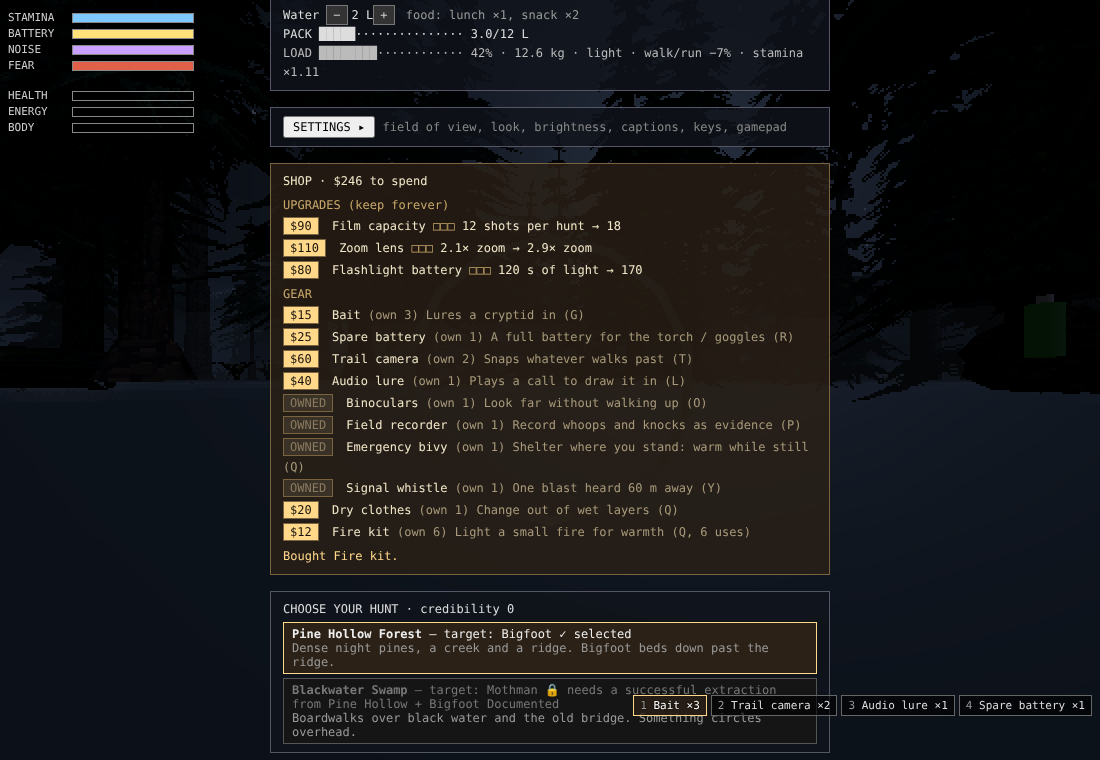 STAMINA
BATTERY
NOISE
FEAR
HEALTH
ENERGY
BODY
Water − 2 L + food: lunch ×1, snack ×2
PACK 3.0/12 L
LOAD 42% · 12.6 kg · light · walk/run −7% · stamina
×1.11
SETTINGS ▸ field of view, look, brightness, captions, keys, gamepad
SHOP · $246 to spend
UPGRADES (keep forever)
$90 Film capacity □□□ 12 shots per hunt → 18
$110 Zoom lens □□□ 2.1× zoom → 2.9× zoom
$80 Flashlight battery □□□ 120 s of light → 170
GEAR
$15 Bait (own 3) Lures a cryptid in (G)
$25 Spare battery (own 1) A full battery for the torch / goggles (R)
$60 Trail camera (own 2) Snaps whatever walks past (T)
$40 Audio lure (own 1) Plays a call to draw it in (L)
OWNED Binoculars (own 1) Look far without walking up (O)
OWNED Field recorder (own 1) Record whoops and knocks as evidence (P)
OWNED Emergency bivy (own 1) Shelter where you stand: warm while still
(Q)
OWNED Signal whistle (own 1) One blast heard 60 m away (Y)
$20 Dry clothes (own 1) Change out of wet layers (Q)
$12 Fire kit (own 6) Light a small fire for warmth (Q, 6 uses)
Bought Fire kit.
CHOOSE YOUR HUNT · credibility 0
Pine Hollow Forest — target: Bigfoot ✓ selected
Dense night pines, a creek and a ridge. Bigfoot beds down past the
ridge.
Blackwater Swamp — target: Mothman 🔒 needs a successful extraction
from Pine Hollow + Bigfoot Documented
Boardwalks over black water and the old bridge. Something circles
overhead.
1 Bait ×3 2 Trail camera ×2 3 Audio lure ×1 4 Spare battery ×1